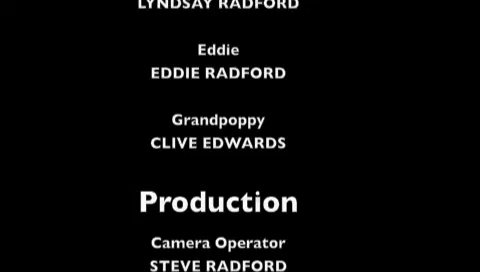 LYNDSAY RADFORD
Eddie
EDDIE RADFORD
Grandpoppy
CLIVE EDWARDS
Production
Camera Operator
STEVE RADFORD